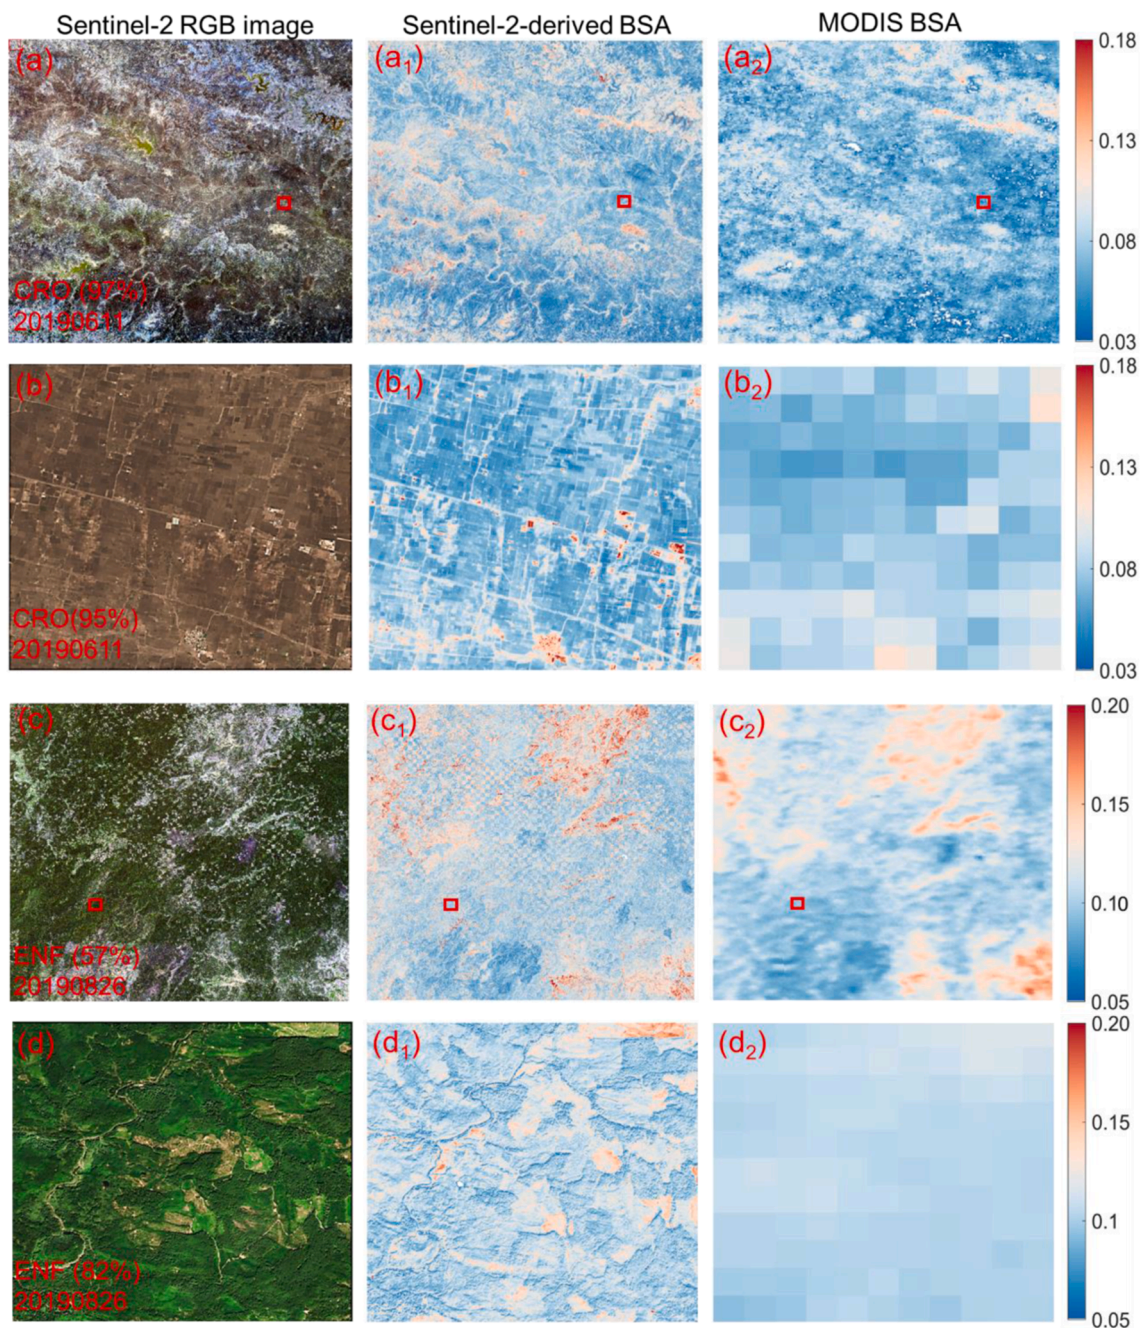 Sentinel-2 RGB image Sentinel-2-derived BSA MODIS BSA
(a) (a1) (a2) 0.18
0.13
0.08
CRO (97%)
20190611
0.03
(b) (b1) (b2) 0.18
0.13
0.08
CRO(95%)
20190611
0.03
(c) (c1) (c2) 0.20
0.15
0.10
ENF (57%)
20190826
0.05
(d) (d1) (d2) 0.20
0.15
0.1
ENF (82%)
20190826
0.05